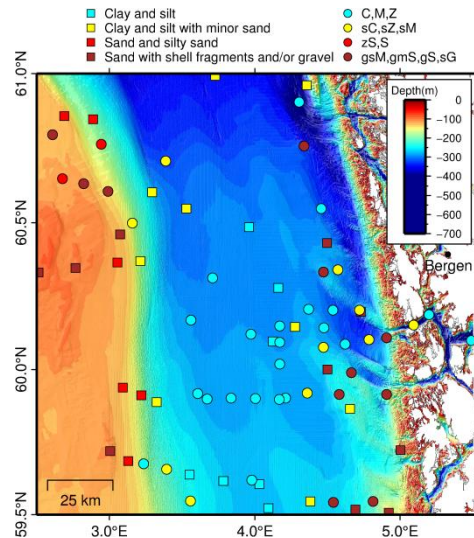 Clay and silt
C,M,Z
Clay and silt with minor sand
sC,sZ,sM
Sand and silty sand
zS,S
Sand with shell fragments and/or gravel
gsM,gmS,gS,sG
61.0°N
Depth(m)
0
-100
-200
-300
-400
-500
-600
-700
60.5°N
Bergen
60.0°N
25 km
59.5°N
3.0°E
4.0°E
5.0°E